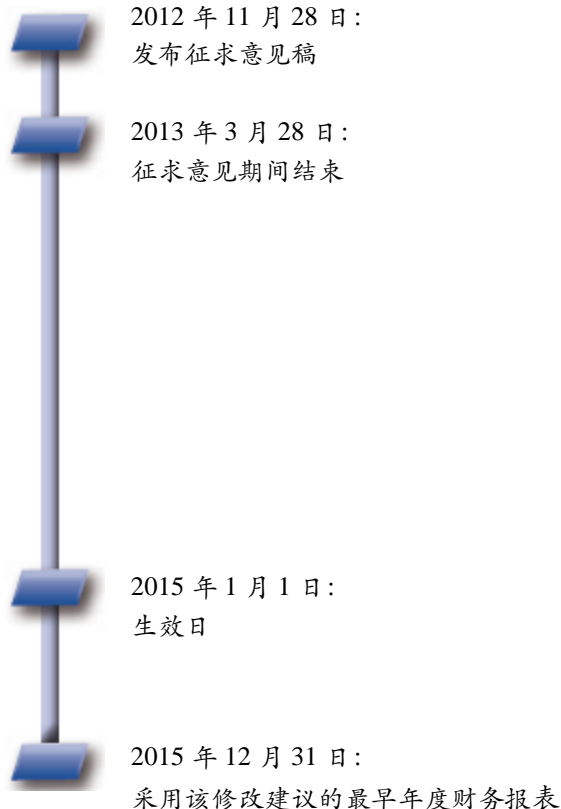 2012 年 11 月 28 日：
发布征求意见稿
2013 年 3 月 28 日：
征求意见期间结束
2015 年 1 月 1 日：
生效日
2015 年 12 月 31 日：
采用该修改建议的最早年度财务报表